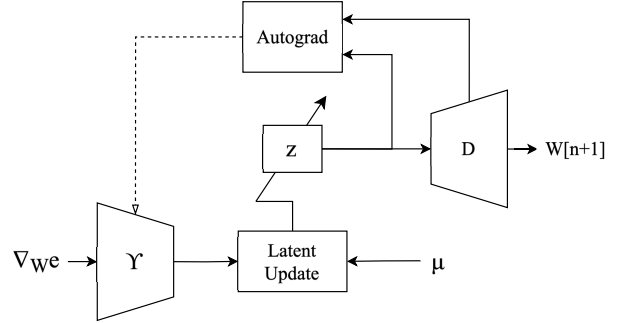 Autograd
z
D
W[n+1]
∇We
ϒ
Latent
Update
μ